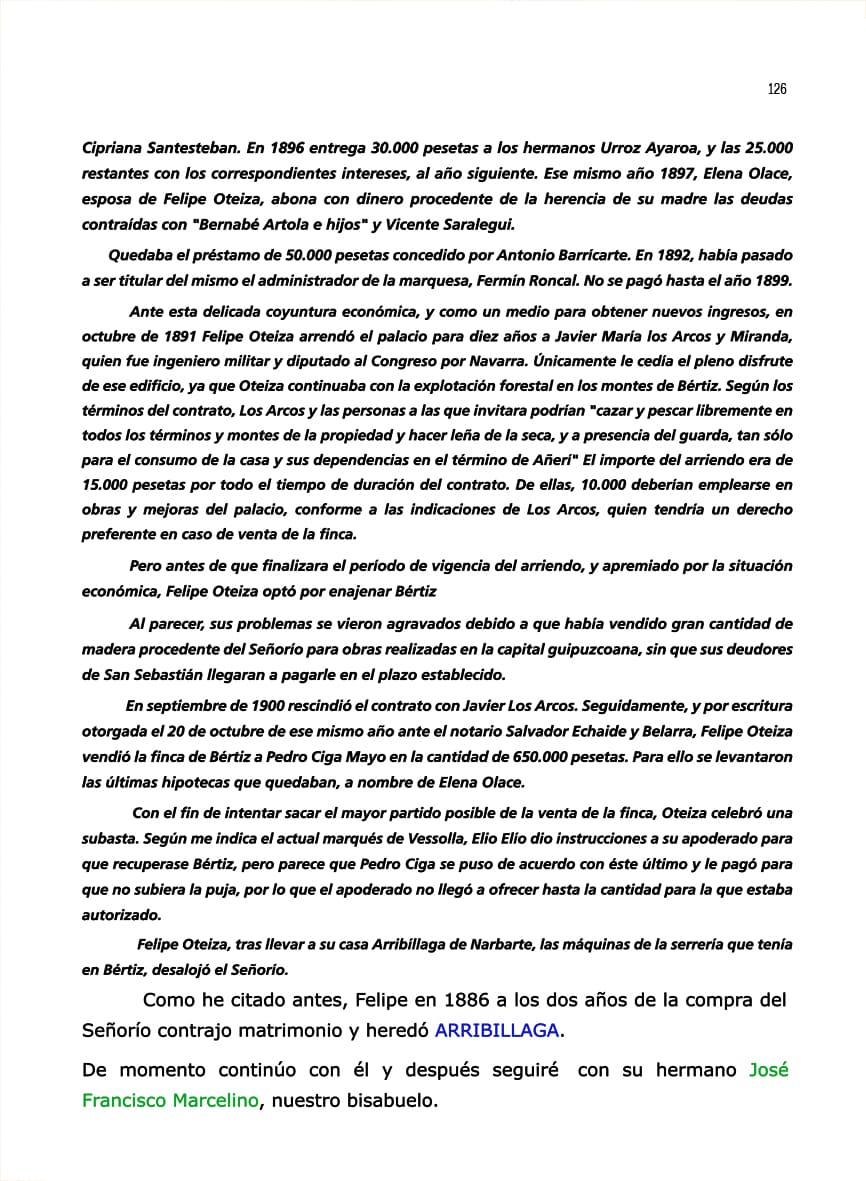 126
Cipriana Santesteban. En 1896 entrega 30.000 pesetas a los hermanos Urroz Ayaroa, y las 25.000
restantes con los correspondientes intereses, al año siguiente. Ese mismo año 1897, Elena Olace,
esposa de Felipe Oteiza, abona con dinero procedente de la herencia de su madre las deudas
contraídas con "Bernabé Artola e hijos" y Vicente Saralegui.
Quedaba el préstamo de 50.000 pesetas concedido por Antonio Barrícarte. En 1892, había pasado
a ser titular del mismo el administrador de la marquesa, Fermín Roncal. No se pagó hasta el año 1899.
Ante esta delicada coyuntura económica, y como un medio para obtener nuevos ingresos, en
octubre de 1891 Felipe Oteiza arrendó el palacio para diez años a Javier María los Arcos y Miranda,
quien fue ingeniero militar y diputado al Congreso por Navarra. Únicamente le cedía el pleno disfrute
de ese edificio, ya que Oteiza continuaba con la explotación forestal en los montes de Bértiz. Según los
términos del contrato, Los Arcos y las personas a las que invitara podrían "cazar y pescar libremente en
todos los términos y montes de la propiedad y hacer leña de la seca, y a presencia del guarda, tan sólo
para el consumo de la casa y sus dependencias en el término de Añerí" El importe del arriendo era de
15.000 pesetas por todo el tiempo de duración del contrato. De ellas, 10.000 deberían emplearse en
obras y mejoras del palacio, conforme a las indicaciones de Los Arcos, quien tendría un derecho
preferente en caso de venta de la finca.
Pero antes de que finalizara el período de vigencia del arriendo, y apremiado por la situación
económica, Felipe Oteiza optó por enajenar Bértiz
Al parecer, sus problemas se vieron agravados debido a que había vendido gran cantidad de
madera procedente del Señorío para obras realizadas en la capital guipuzcoana, sin que sus deudores
de San Sebastián llegaran a pagarle en el plazo establecido.
En septiembre de 1900 rescindió el contrato con Javier Los Arcos. Seguidamente, y por escritura
otorgada el 20 de octubre de ese mismo año ante el notario Salvador Echaide y Belarra, Felipe Oteiza
vendió la finca de Bértiz a Pedro Ciga Mayo en la cantidad de 650.000 pesetas. Para ello se levantaron
las últimas hipotecas que quedaban, a nombre de Elena Olace.
Con el fin de intentar sacar el mayor partido posible de la venta de la finca, Oteiza celebró una
subasta. Según me indica el actual marqués de Vessolla, Elio Elío dio instrucciones a su apoderado para
que recuperase Bértiz, pero parece que Pedro Ciga se puso de acuerdo con éste último y le pagó para
que no subiera la puja, por lo que el apoderado no llegó a ofrecer hasta la cantidad para la que estaba
autorizado.
Felipe Oteiza, tras llevar a su casa Arribíllaga de Narbarte, las máquinas de la serrería que tenía
en Bértiz, desalojó el Señorío.
Como he citado antes, Felipe en 1886 a los dos años de la compra del
Señorío contrajo matrimonio y heredó ARRIBILLAGA.
De momento continúo con él y después seguiré con su hermano José
Francisco Marcelino, nuestro bisabuelo.